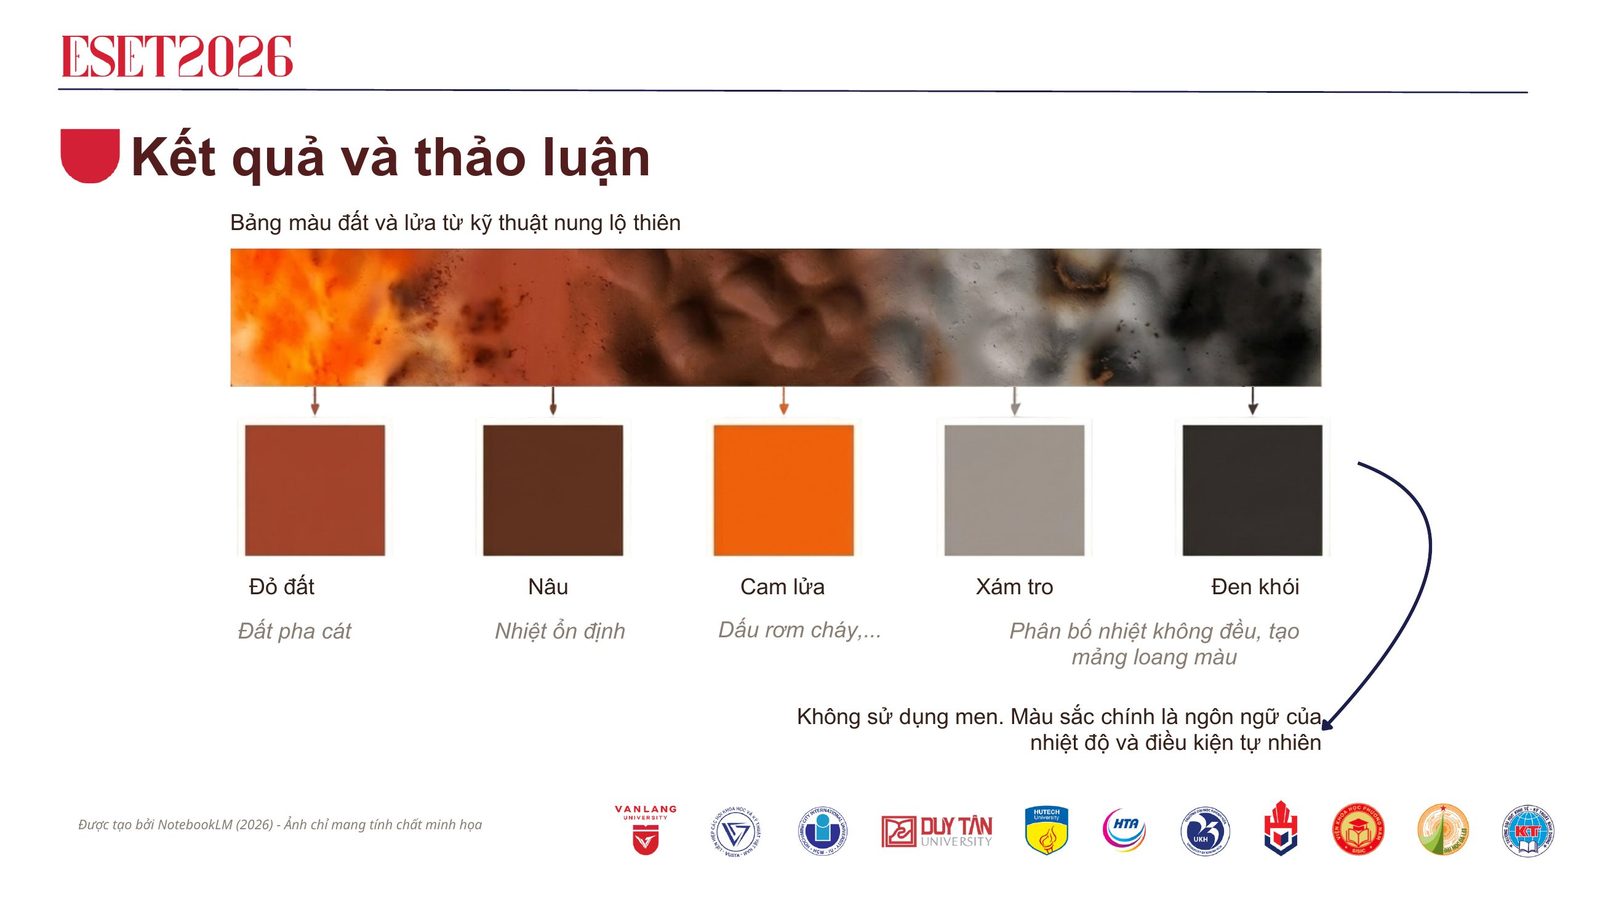 ESET2026
Kết quả và thảo luận
Bảng màu đất và lửa từ kỹ thuật nung lộ thiên
Đỏ đất
Nâu
Cam lửa
Xám tro
Đen khói
Đất pha cát
Nhiệt ổn định
Dấu rơm cháy,...
Phân bố nhiệt không đều, tạo
mảng loang màu
Không sử dụng men. Màu sắc chính là ngôn ngữ của
nhiệt độ và điều kiện tự nhiên
Được tạo bởi NotebookLM (2026) - Ảnh chỉ mang tính chất minh họa
VANLANG
UNIVERSITY
DUY TÂN
UNIVERSITY
HUTECH
University
HTA
UKH